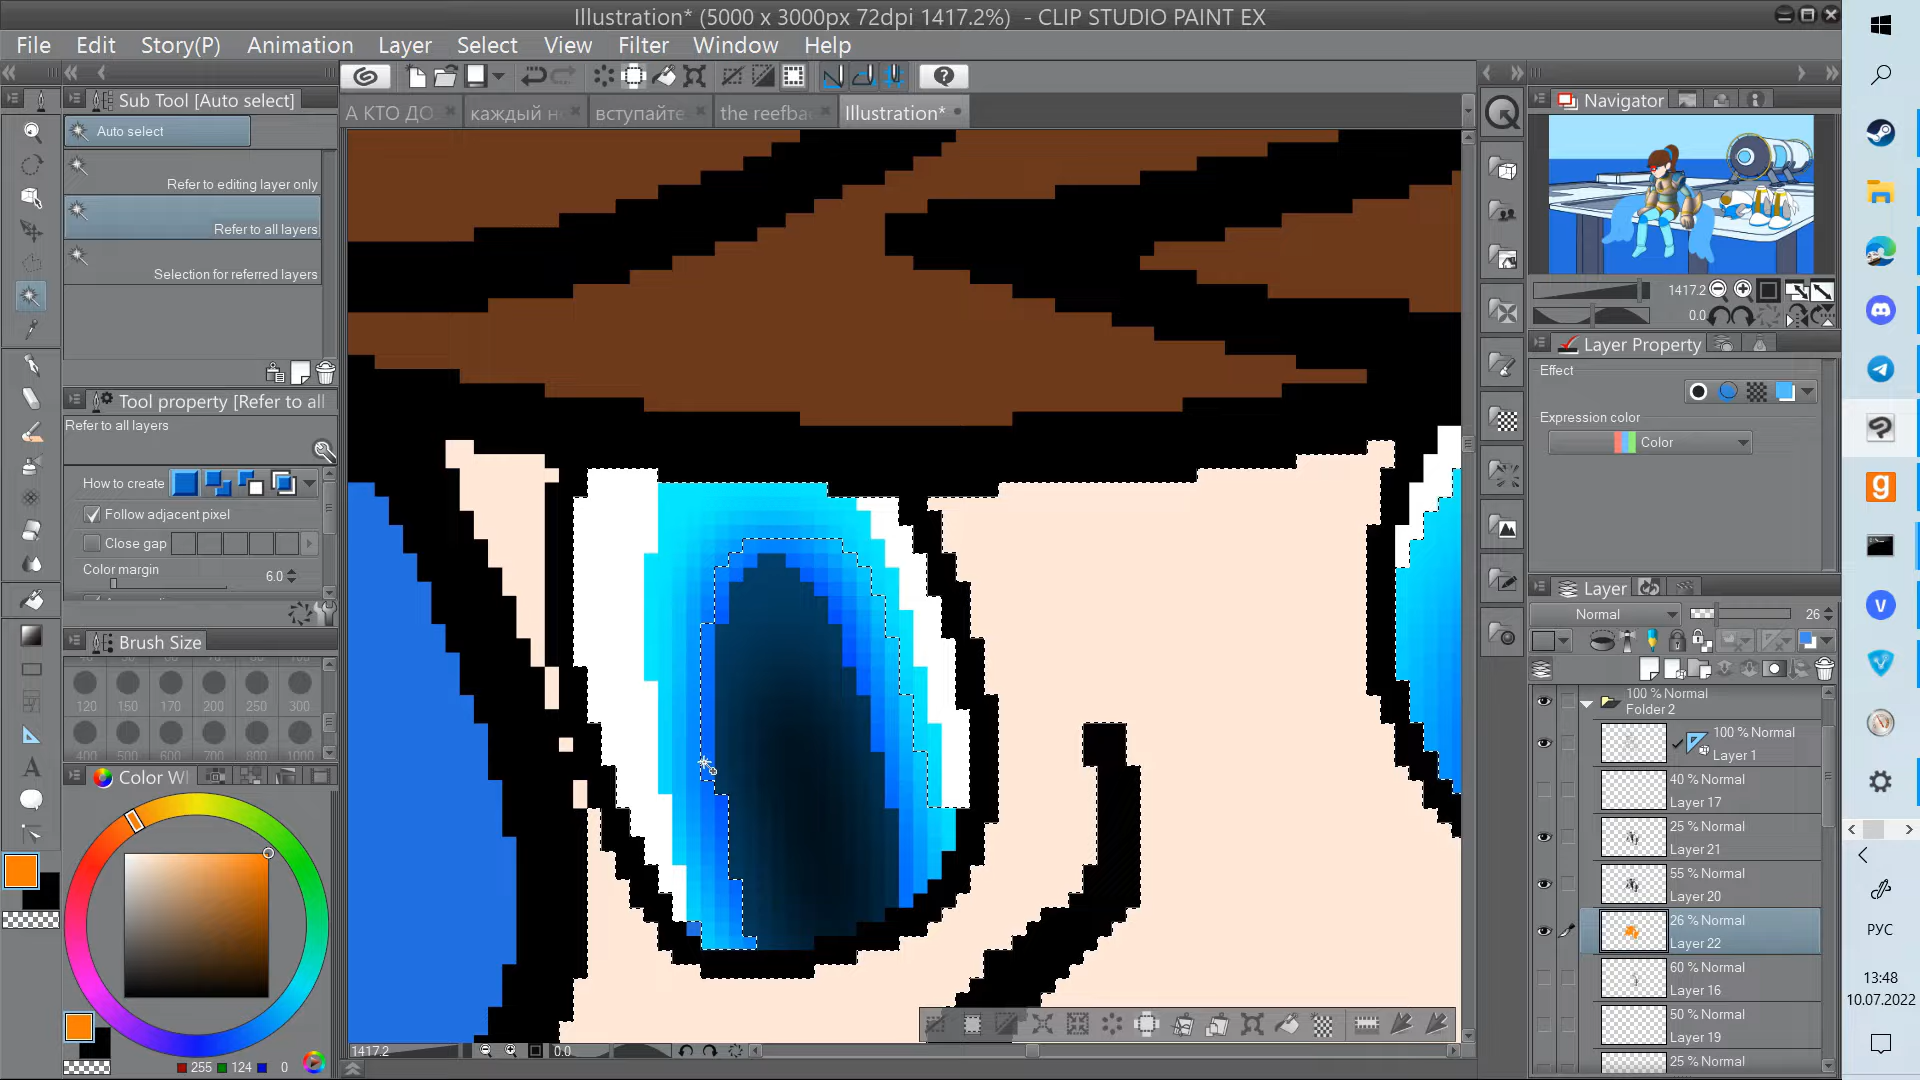 Illustration* (5000 x 3000px 72dpi 1417.2%) - CLIP STUDIO PAINT EX
File Edit Story(P) Animation Layer Select View Filter Window Help
Sub Tool [Auto select]
Auto select
Refer to editing layer only
Refer to all layers
Selection for referred layers
Tool property [Refer to all
Refer to all layers
How to create
Follow adjacent pixel
Close gap
Color margin
6.0
Brush Size
120 150 170 200 250 300
400 500 600 700 800 1000
Color W
255 124 0
А КТО ДО каждый н вступайте the reefba Illustration*
1417.2 0.0
Navigator
1417.2
0.0
Layer Property
Effect
Expression color
Color
Layer
Normal 26
100 % Normal
Folder 2
100 % Normal
Layer 1
40 % Normal
Layer 17
25 % Normal
Layer 21
55 % Normal
Layer 20
26 % Normal
Layer 22
60 % Normal
Layer 16
50 % Normal
Layer 19
25 % Normal
g
V
РУС
13:48
10.07.2022